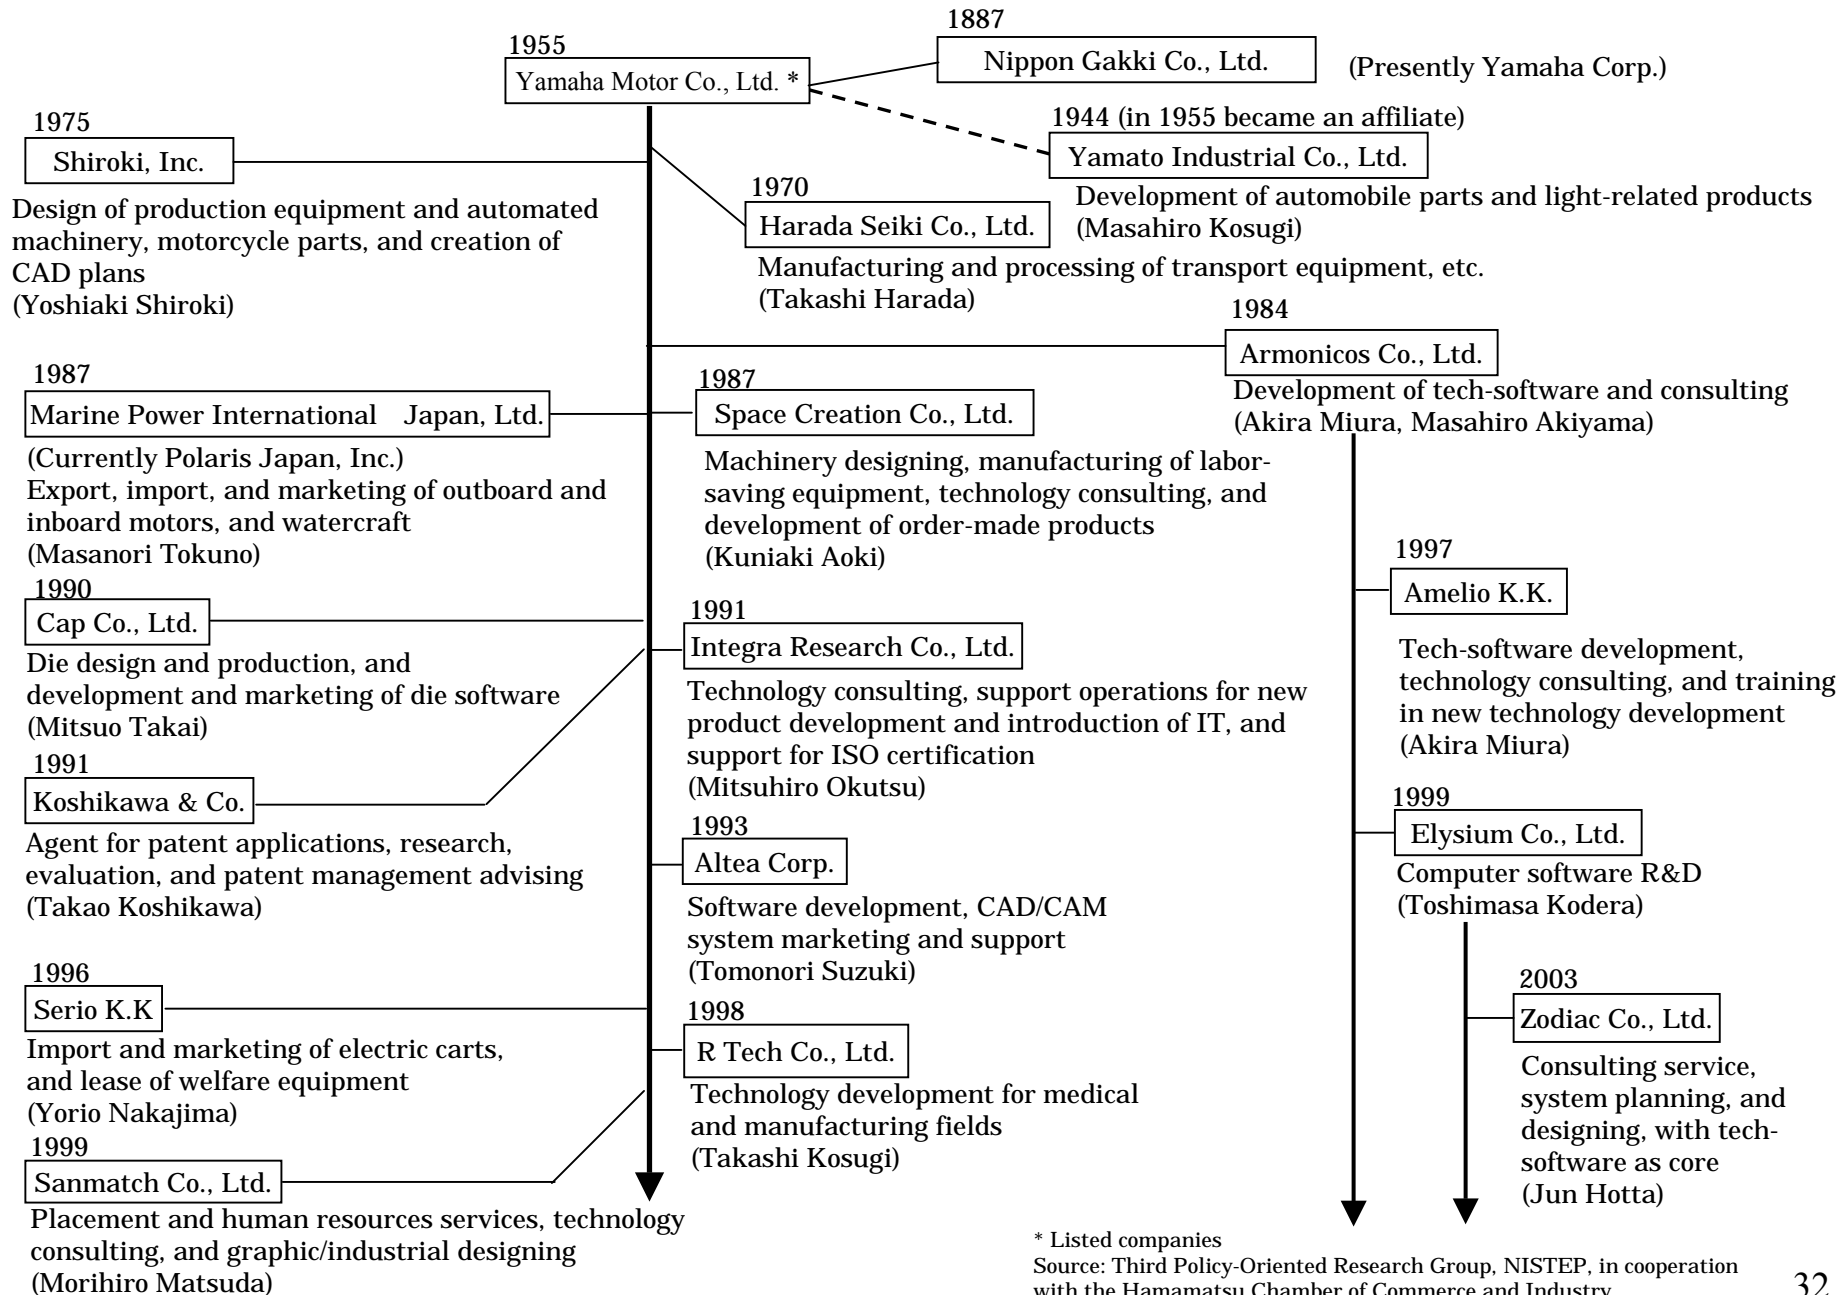 1887
Nippon Gakki Co., Ltd.
(Presently Yamaha Corp.)
1955
Yamaha Motor Co., Ltd. *
1944 (in 1955 became an affiliate)
Yamato Industrial Co., Ltd.
Development of automobile parts and light-related products
(Masahiro Kosugi)
1975
Shiroki, Inc.
Design of production equipment and automated
machinery, motorcycle parts, and creation of
CAD plans
(Yoshiaki Shiroki)
1970
Harada Seiki Co., Ltd.
Manufacturing and processing of transport equipment, etc.
(Takashi Harada)
1984
Armonicos Co., Ltd.
Development of tech-software and consulting
(Akira Miura, Masahiro Akiyama)
1987
Marine Power International Japan, Ltd.
(Currently Polaris Japan, Inc.)
Export, import, and marketing of outboard and
inboard motors, and watercraft
(Masanori Tokuno)
1987
Space Creation Co., Ltd.
Machinery designing, manufacturing of labor-
saving equipment, technology consulting, and
development of order-made products
(Kuniaki Aoki)
1997
Amelio K.K.
Tech-software development,
technology consulting, and training
in new technology development
(Akira Miura)
1990
Cap Co., Ltd.
Die design and production, and
development and marketing of die software
(Mitsuo Takai)
1991
Integra Research Co., Ltd.
Technology consulting, support operations for new
product development and introduction of IT, and
support for ISO certification
(Mitsuhiro Okutsu)
1991
Koshikawa & Co.
Agent for patent applications, research,
evaluation, and patent management advising
(Takao Koshikawa)
1993
Altea Corp.
Software development, CAD/CAM
system marketing and support
(Tomonori Suzuki)
1999
Elysium Co., Ltd.
Computer software R&D
(Toshimasa Kodera)
1996
Serio K.K
Import and marketing of electric carts,
and lease of welfare equipment
(Yorio Nakajima)
1998
R Tech Co., Ltd.
Technology development for medical
and manufacturing fields
(Takashi Kosugi)
2003
Zodiac Co., Ltd.
Consulting service,
system planning, and
designing, with tech-
software as core
(Jun Hotta)
1999
Sanmatch Co., Ltd.
Placement and human resources services, technology
consulting, and graphic/industrial designing
(Morihiro Matsuda)
* Listed companies
Source: Third Policy-Oriented Research Group, NISTEP, in cooperation
with the Hamamatsu Chamber of Commerce and Industry
32